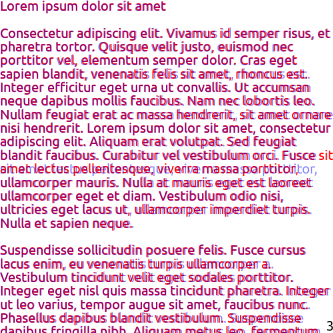 Lorem ipsum dolor sit amet
Consectetur adipiscing elit. Vivamus id semper risus, et
pharetra tortor. Quisque velit justo, euismod nec
porttitor vel, elementum semper dolor. Cras eget
sapien blandit, venenatis felis sit amet, rhoncus est.
Integer efficitur eget urna ut convallis. Ut accumsan
neque dapibus mollis faucibus. Nam nec lobortis leo.
Nullam feugiat erat ac massa hendrerit, sit amet ornare
nisi hendrerit. Lorem ipsum dolor sit amet, consectetur
adipiscing elit. Aliquam erat volutpat. Sed feugiat
blandit faucibus. Curabitur vel vestibulum orci. Fusce sit
amet lectus pellentesque, viverra massa porttitor,
ullamcorper mauris. Nulla at mauris eget est laoreet
ullamcorper eget et diam. Vestibulum odio nisi,
ultricies eget lacus ut, ullamcorper imperdiet turpis.
Nulla et sapien neque.
Suspendisse sollicitudin posuere felis. Fusce cursus
lacus enim, eu venenatis turpis ullamcorper a.
Vestibulum tincidunt velit eget sodales porttitor.
Integer eget nisl quis massa tincidunt pharetra. Integer
ut leo varius, tempor augue sit amet, faucibus nunc.
Phasellus dapibus blandit vestibulum. Suspendisse
dapibus fringilla nibh. Aliquam metus leo, fermentum
3